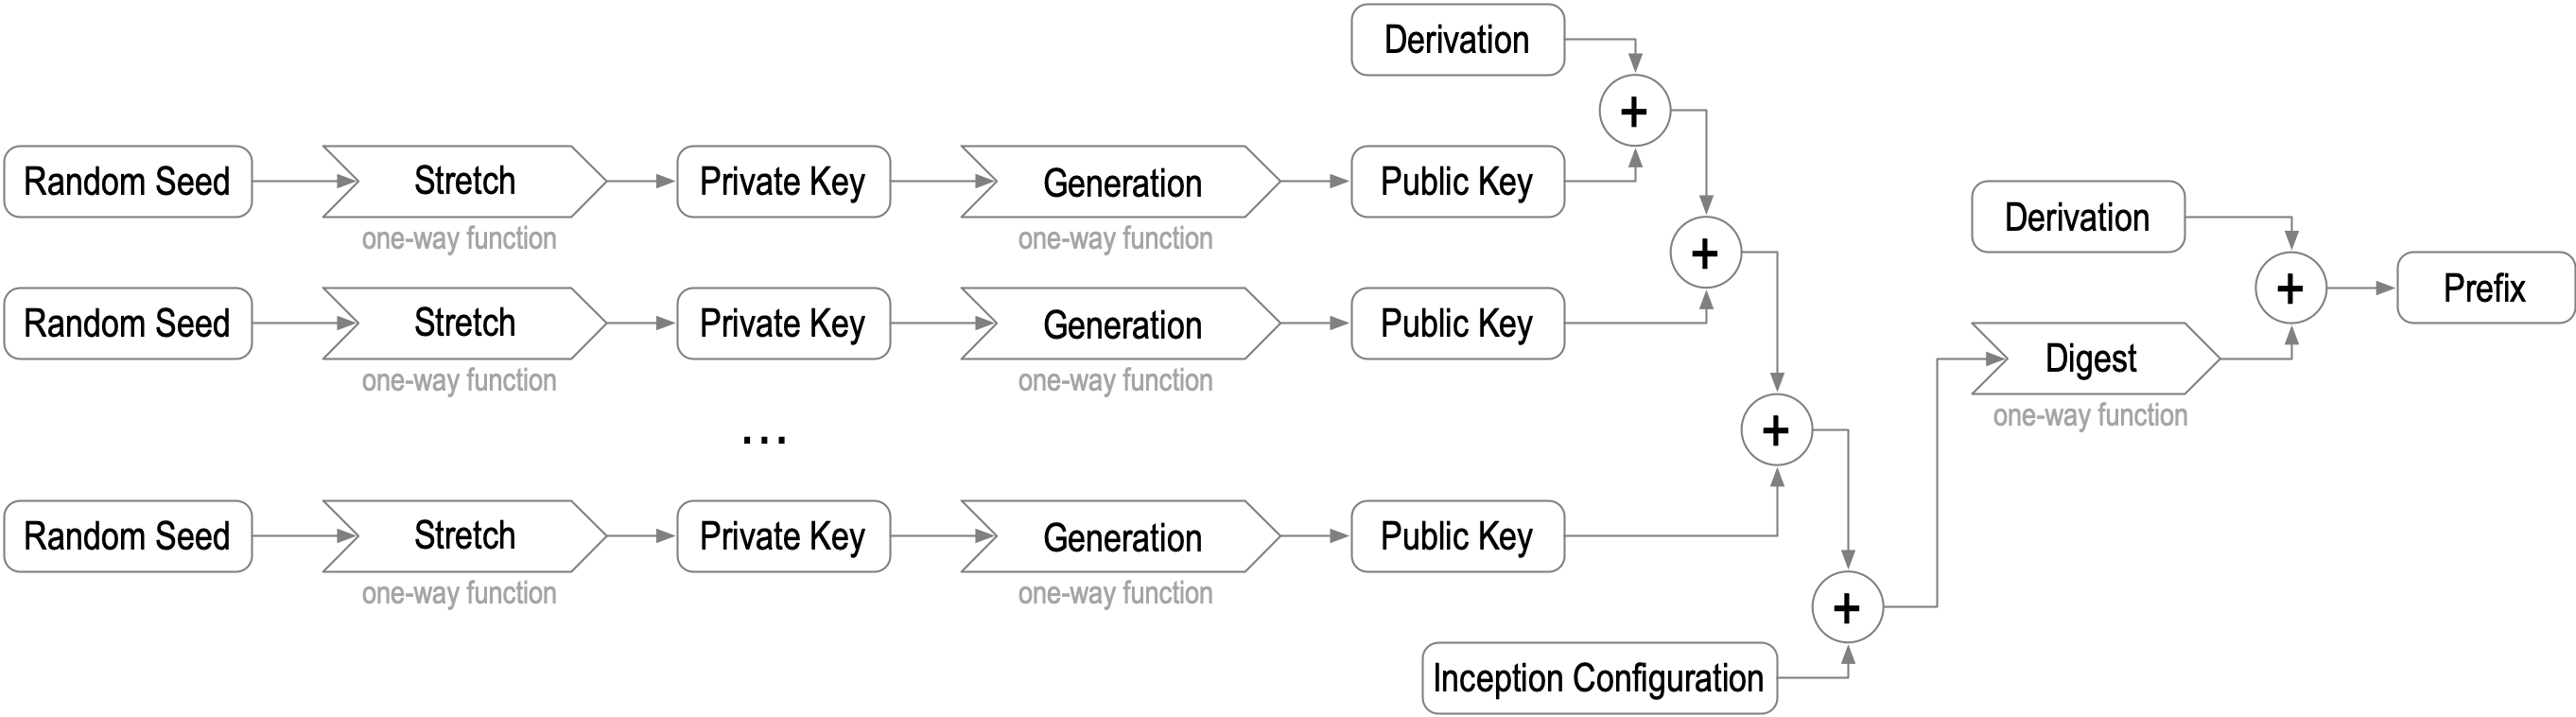 Derivation
+
Random Seed
Stretch
Private Key
Generation
Public Key
one-way function
one-way function
+
Derivation
Random Seed
Stretch
Private Key
Generation
Public Key
one-way function
one-way function
+
Prefix
Digest
one-way function
...
+
Random Seed
Stretch
Private Key
Generation
Public Key
one-way function
one-way function
+
Inception Configuration